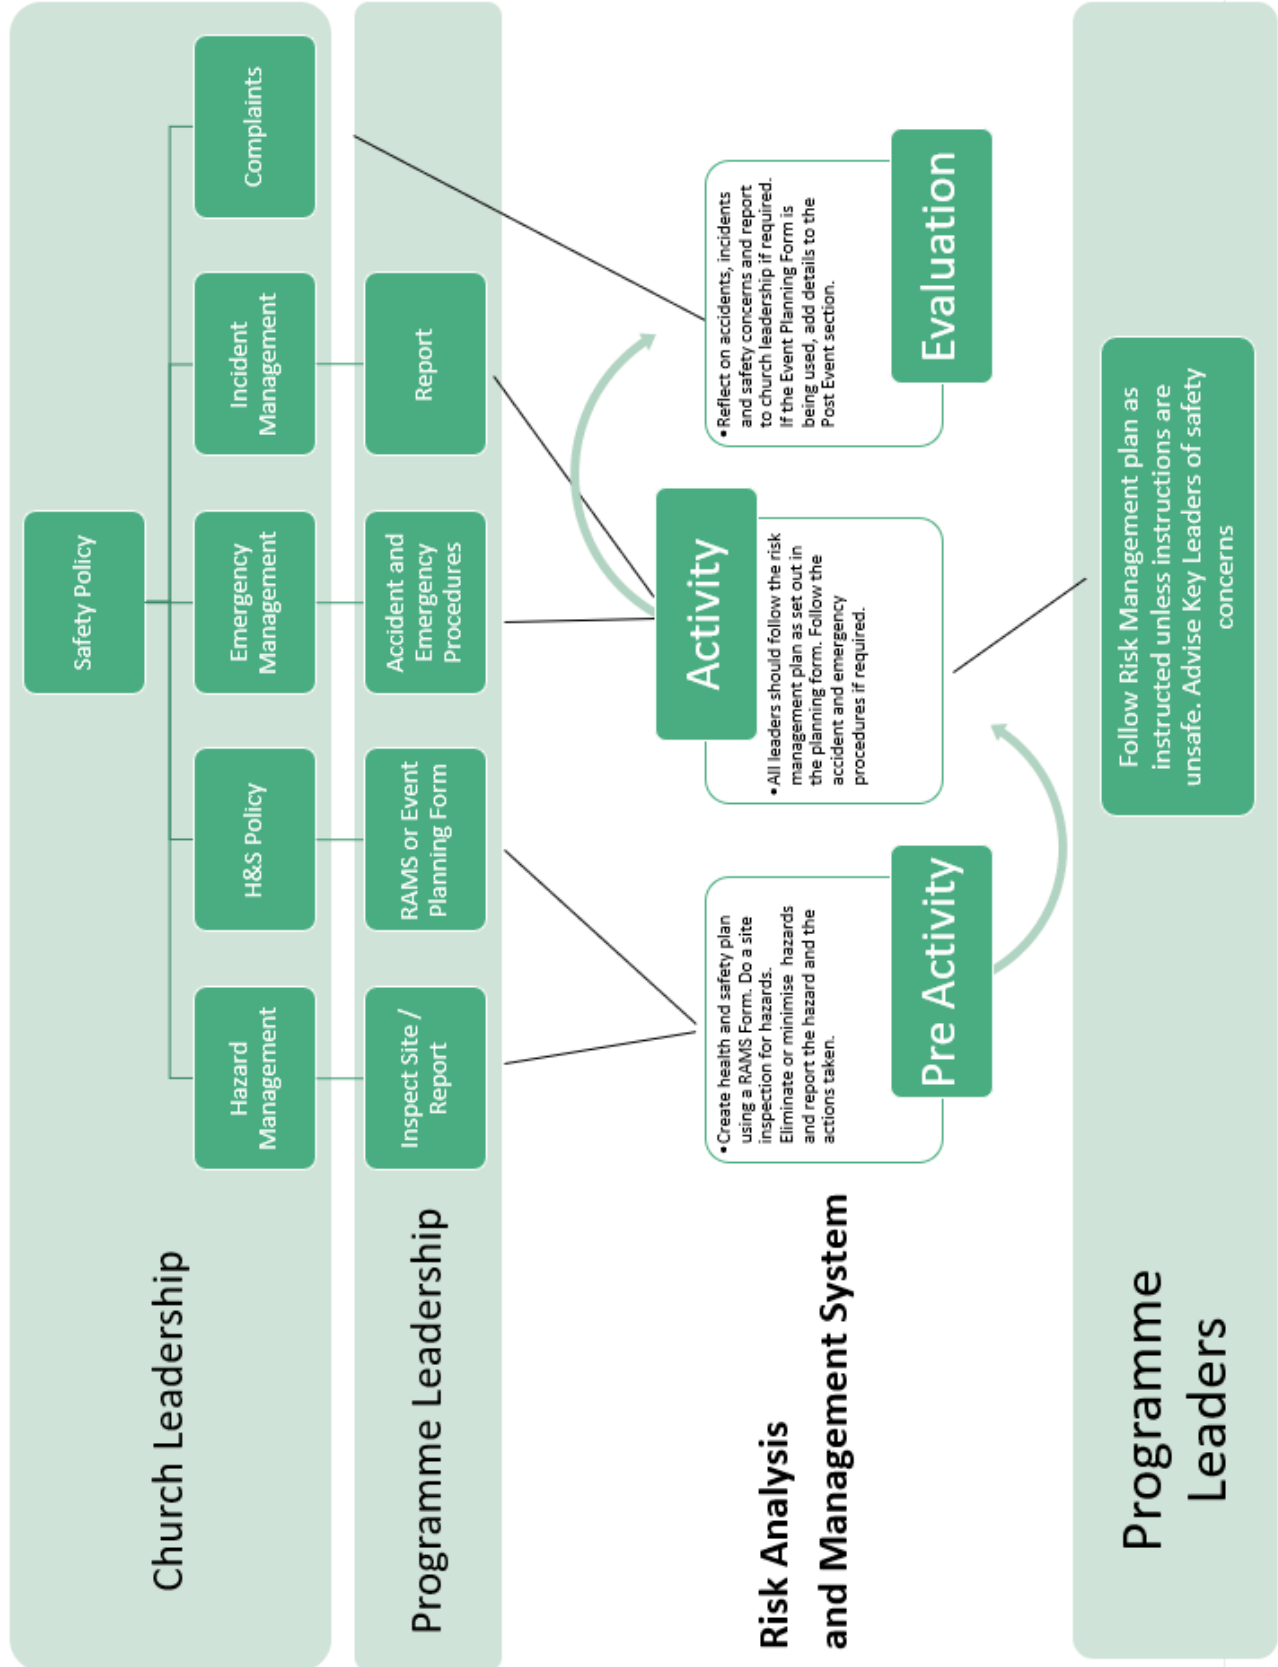 Church Leadership
Safety Policy
Hazard
Management
H&S Policy
Emergency
Management
Incident
Management
Complaints
Programme Leadership
Inspect Site /
Report
RAMS or Event
Planning Form
Accident and
Emergency
Procedures
Report
Risk Analysis
and Management System
•Create health and safety plan
using a RAMS Form. Do a site
inspection for hazards.
Eliminate or minimise hazards
and report the hazard and the
actions taken.
Pre Activity
Activity
•All leaders should follow the risk
management plan as set out in
the planning form. Follow the
accident and emergency
procedures if required.
•Reflect on accidents, incidents
and safety concerns and report
to church leadership if required.
If the Event Planning Form is
being used, add details to the
Post Event section.
Evaluation
Programme
Leaders
Follow Risk Management plan as
instructed unless instructions are
unsafe. Advise Key Leaders of safety
concerns